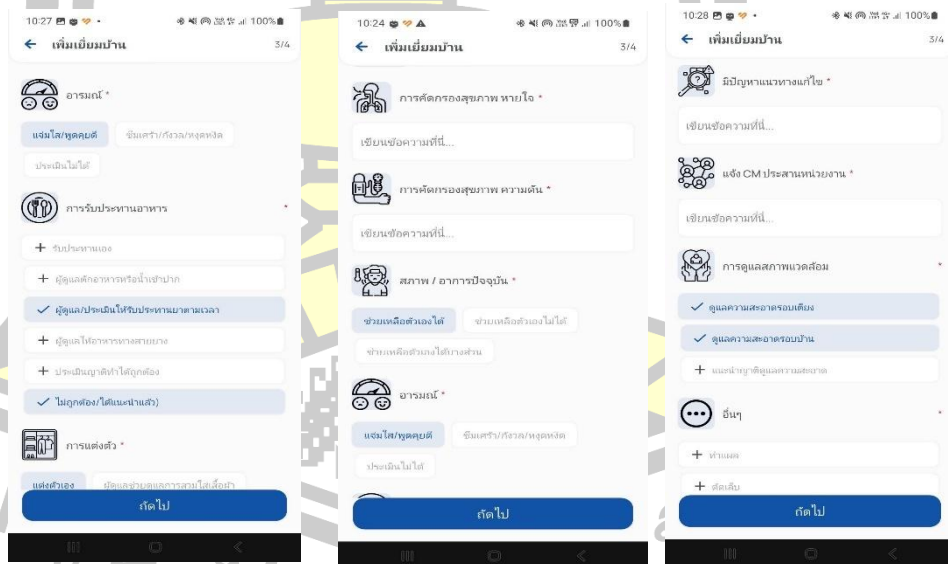 10:27 100%
← เพิ่มเยี่ยมบ้าน 3/4
อารมณ์ *
แจ่มใส/พูดคุยดี ซึมเศร้า/กังวล/หงุดหงิด
ประเมินไม่ได้
การรับประทานอาหาร *
+ รับประทานเอง
+ ผู้ดูแลตักอาหารหรือน้ำเข้าปาก
✓ ผู้ดูแล/ประเมินให้รับประทานยาตามเวลา
+ ผู้ดูแลให้อาหารทางสายยาง
+ ประเมินญาติทำได้ถูกต้อง
✓ ไม่ถูกต้อง/ได้แนะนำแล้ว)
การแต่งตัว *
แต่งตัวเอง ผู้ดูแลช่วยดูแลการสวมใส่เสื้อผ้า
ถัดไป
10:24 100%
← เพิ่มเยี่ยมบ้าน 3/4
การคัดกรองสุขภาพ หายใจ *
เขียนข้อความที่นี่...
การคัดกรองสุขภาพ ความดัน *
เขียนข้อความที่นี่...
สภาพ / อาการปัจจุบัน *
ช่วยเหลือตัวเองได้ ช่วยเหลือตัวเองไม่ได้
ช่วยเหลือตัวเองได้บางส่วน
อารมณ์ *
แจ่มใส/พูดคุยดี ซึมเศร้า/กังวล/หงุดหงิด
ประเมินไม่ได้
ถัดไป
10:28 100%
← เพิ่มเยี่ยมบ้าน 3/4
มีปัญหาแนวทางแก้ไข *
เขียนข้อความที่นี่...
แจ้ง CM ประสานหน่วยงาน *
เขียนข้อความที่นี่...
การดูแลสภาพแวดล้อม *
✓ ดูแลความสะอาดรอบเตียง
✓ ดูแลความสะอาดรอบบ้าน
+ แนะนำญาติดูแลความสะอาด
อื่นๆ *
+ ทำแผล
+ ตัดเล็บ
ถัดไป